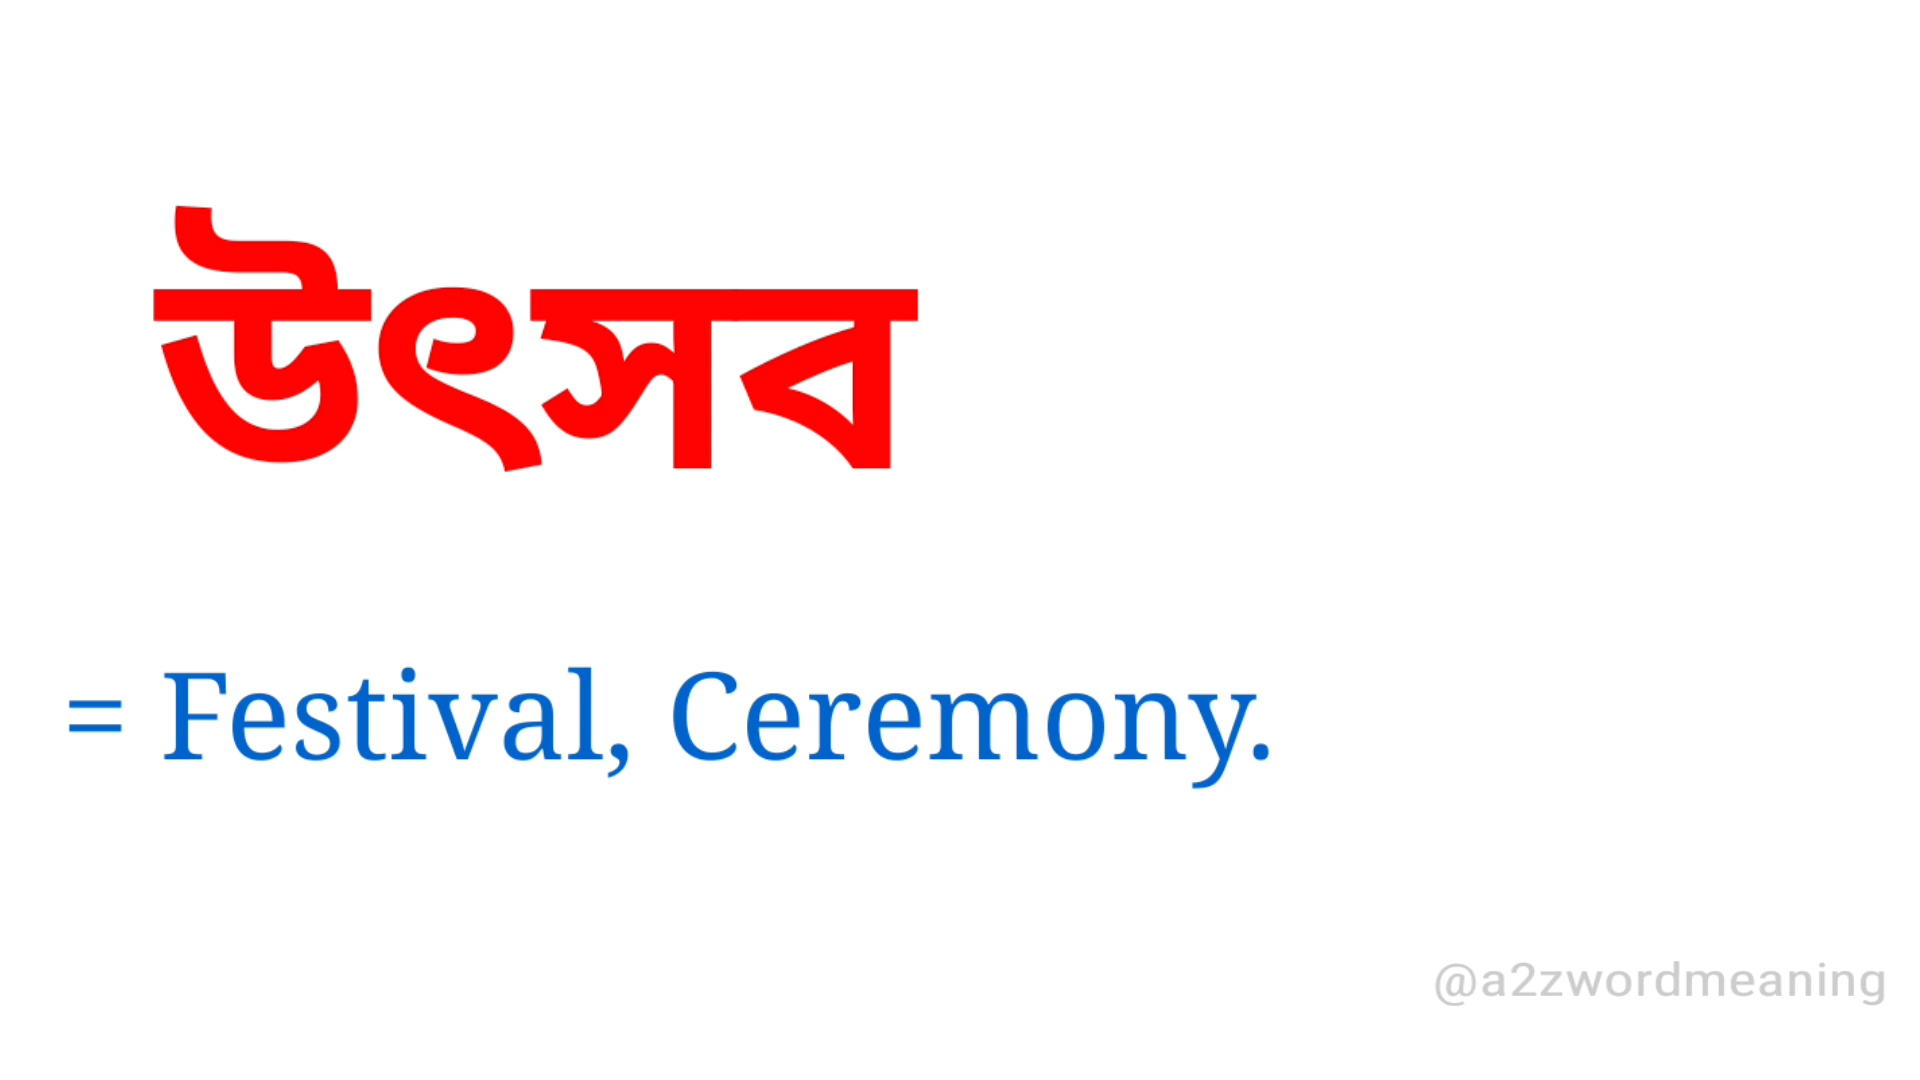 উৎসব
= Festival, Ceremony.
@a2zwordmeaning